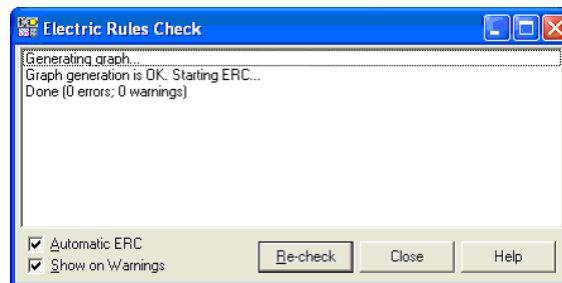 Electric Rules Check
Generating graph...
Graph generation is OK. Starting ERC...
Done (0 errors; 0 warnings)
Automatic ERC
Show on Warnings
Re-check Close Help